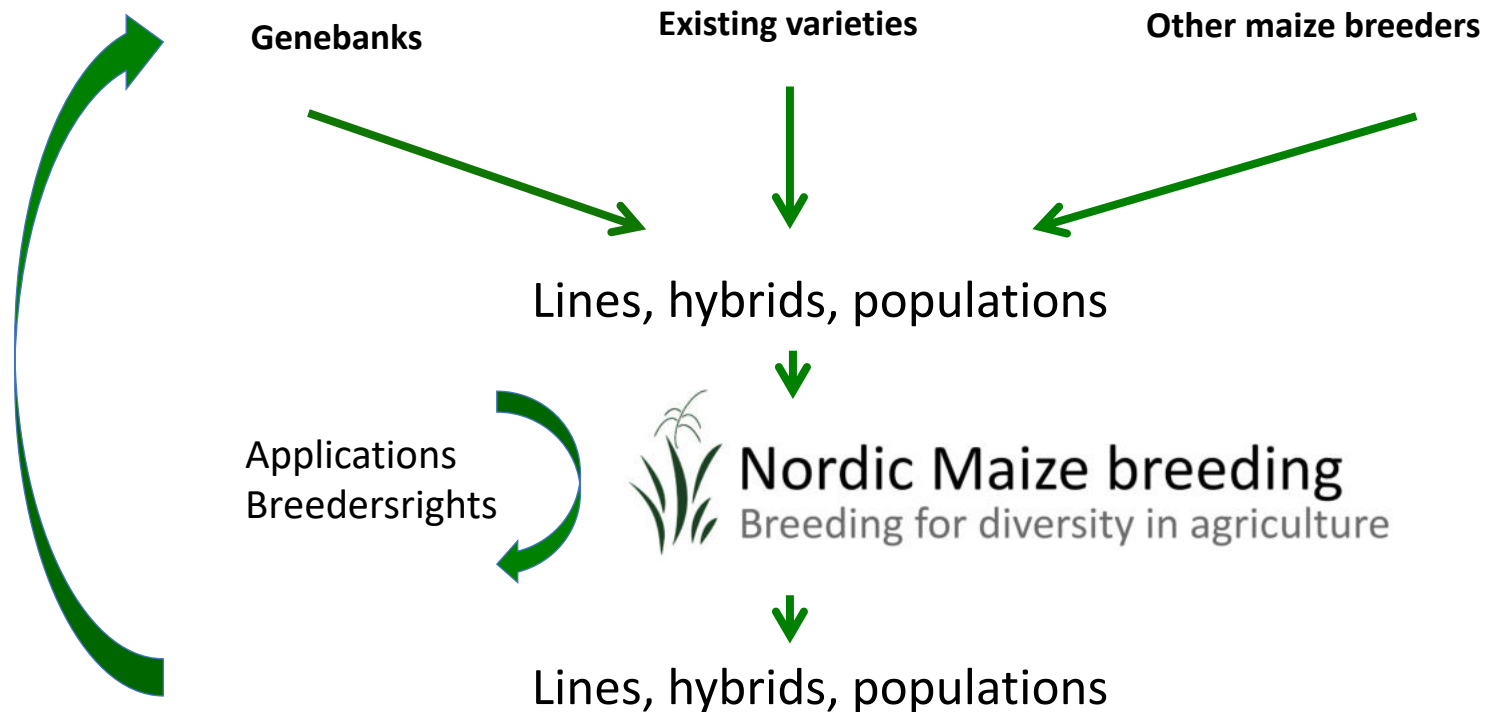 Genebanks
Existing varieties
Other maize breeders
Lines, hybrids, populations
Applications
Breedersrights
Nordic Maize breeding
Breeding for diversity in agriculture
Lines, hybrids, populations